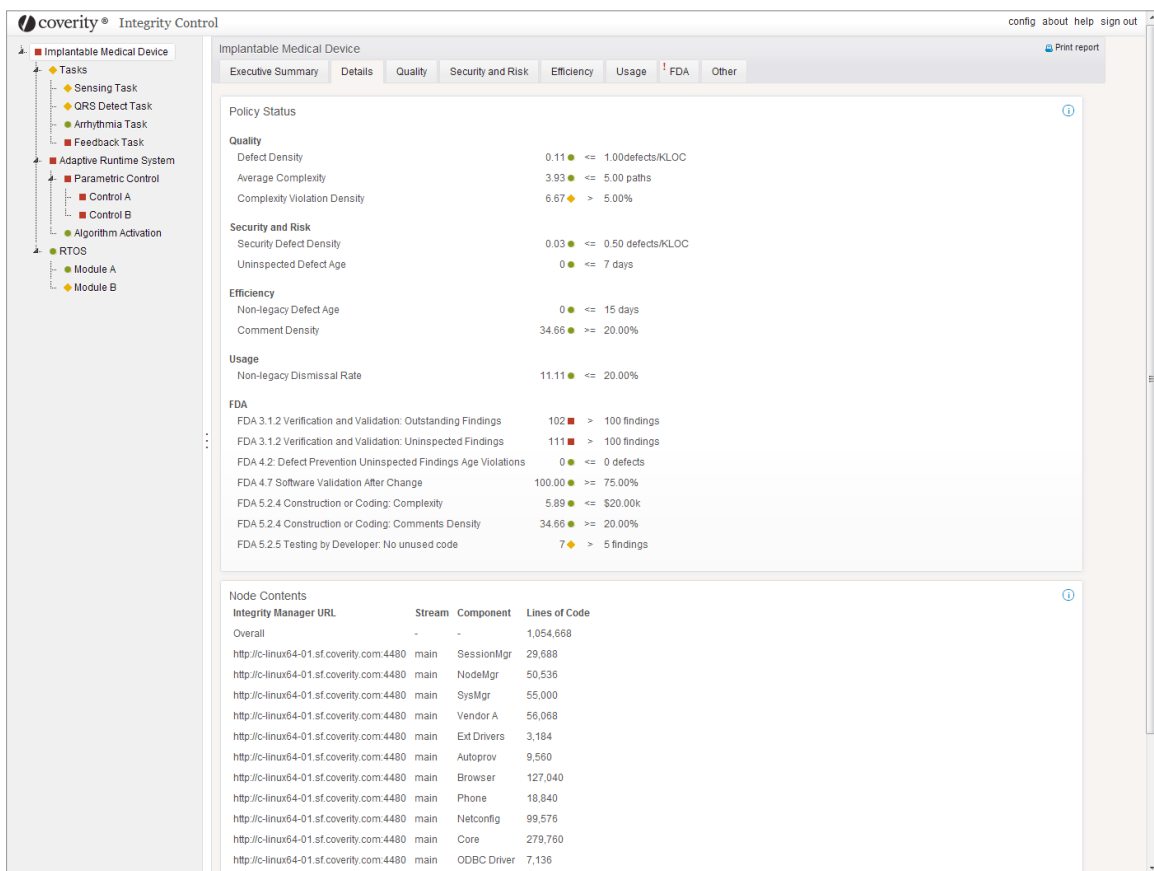 coverity® Integrity Control
config about help sign out
Implantable Medical Device
Tasks
Sensing Task
QRS Detect Task
Arrhythmia Task
Feedback Task
Adaptive Runtime System
Parametric Control
Control A
Control B
Algorithm Activation
RTOS
Module A
Module B
Implantable Medical Device
Print report
Executive Summary Details Quality Security and Risk Efficiency Usage ! FDA Other
Policy Status
Quality
Defect Density 0.11 <= 1.00defects/KLOC
Average Complexity 3.93 <= 5.00 paths
Complexity Violation Density 6.67 > 5.00%
Security and Risk
Security Defect Density 0.03 <= 0.50 defects/KLOC
Uninspected Defect Age 0 <= 7 days
Efficiency
Non-legacy Defect Age 0 <= 15 days
Comment Density 34.66 >= 20.00%
Usage
Non-legacy Dismissal Rate 11.11 <= 20.00%
FDA
FDA 3.1.2 Verification and Validation: Outstanding Findings 102 > 100 findings
FDA 3.1.2 Verification and Validation: Uninspected Findings 111 > 100 findings
FDA 4.2: Defect Prevention Uninspected Findings Age Violations 0 <= 0 defects
FDA 4.7 Software Validation After Change 100.00 >= 75.00%
FDA 5.2.4 Construction or Coding: Complexity 5.89 <= $20.00k
FDA 5.2.4 Construction or Coding: Comments Density 34.66 >= 20.00%
FDA 5.2.5 Testing by Developer: No unused code 7 > 5 findings
Node Contents
Integrity Manager URL Stream Component Lines of Code
Overall - - 1,054,668
http://c-linux64-01.sf.coverity.com:4480 main SessionMgr 29,688
http://c-linux64-01.sf.coverity.com:4480 main NodeMgr 50,536
http://c-linux64-01.sf.coverity.com:4480 main SysMgr 55,000
http://c-linux64-01.sf.coverity.com:4480 main Vendor A 56,068
http://c-linux64-01.sf.coverity.com:4480 main Ext Drivers 3,184
http://c-linux64-01.sf.coverity.com:4480 main Autoprov 9,560
http://c-linux64-01.sf.coverity.com:4480 main Browser 127,040
http://c-linux64-01.sf.coverity.com:4480 main Phone 18,840
http://c-linux64-01.sf.coverity.com:4480 main Netconfig 99,576
http://c-linux64-01.sf.coverity.com:4480 main Core 279,760
http://c-linux64-01.sf.coverity.com:4480 main ODBC Driver 7,136